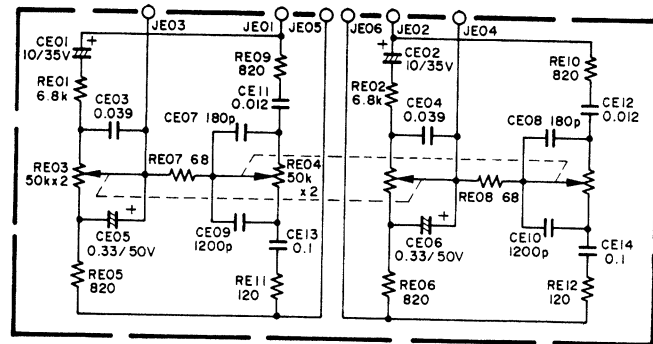 JE03
JE01
JE05
JE06
JE02
JE04
CE01
10/35V
RE01
6.8k
CE03
0.039
RE09
820
CE11
0.012
CE07 180p
RE03
50kx2
RE07 68
RE04
50k
x2
CE05
0.33/50V
CE09
1200p
CE13
0.1
RE05
820
RE11
120
CE02
10/35V
RE02
6.8k
CE04
0.039
RE10
820
CE12
0.012
CE08 180p
RE08 68
CE06
0.33/50V
CE10
1200p
CE14
0.1
RE06
820
RE12
120